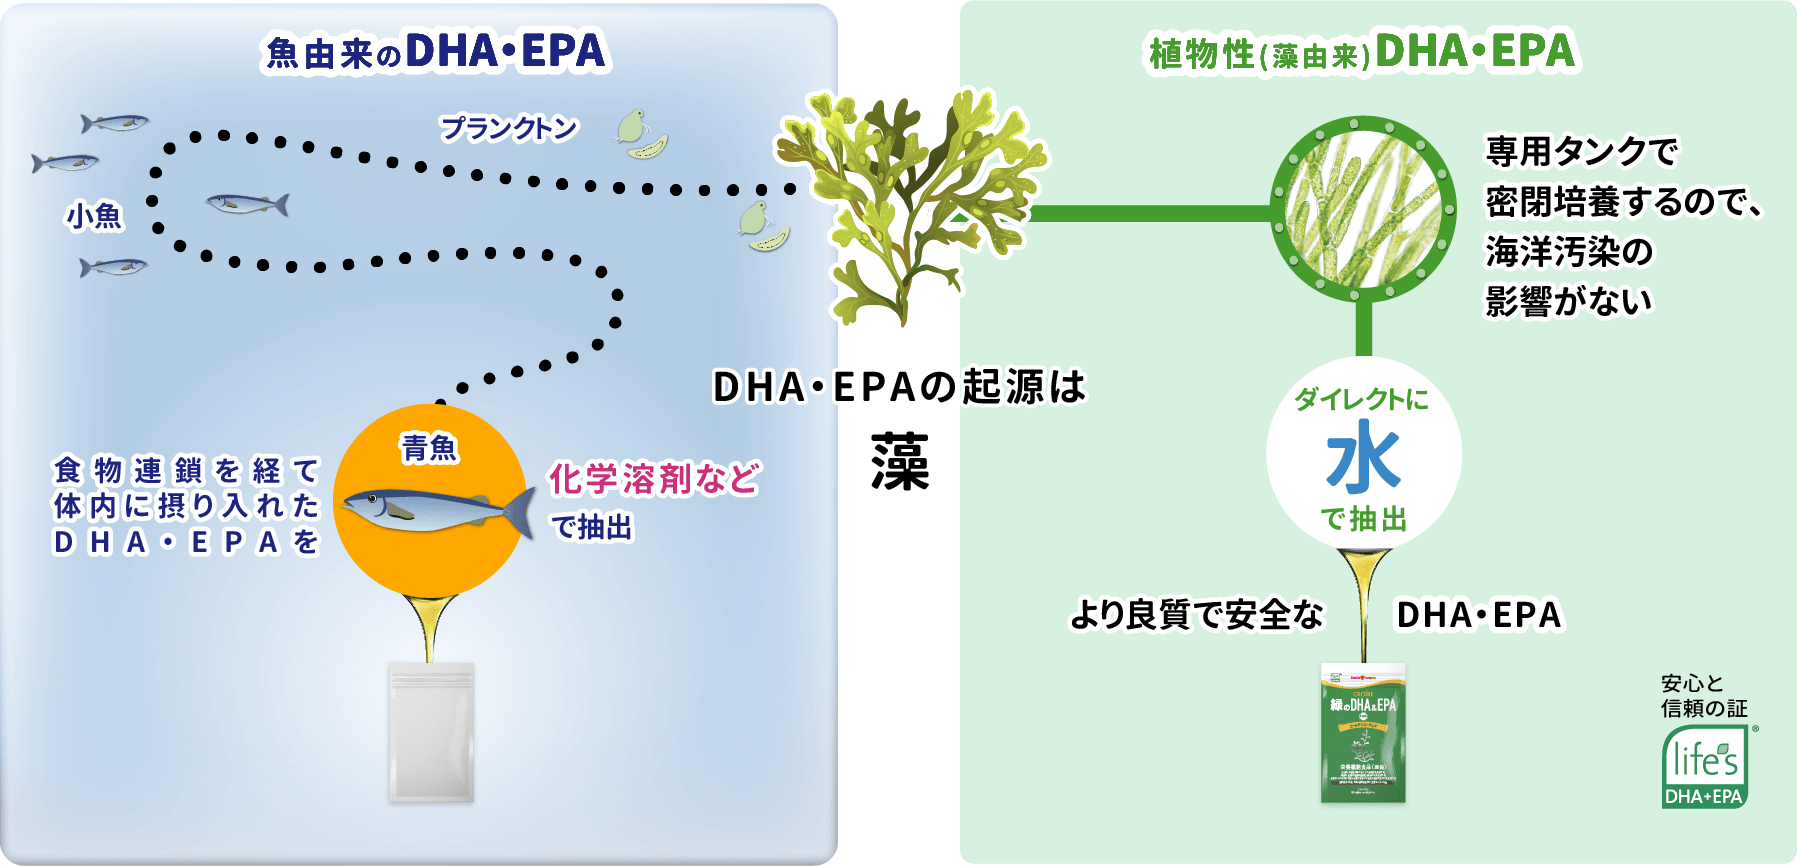 魚由来のDHA・EPA
プランクトン
小魚
青魚
食物連鎖を経て
体内に摂り入れた
DHA・EPAを
化学溶剤など
で抽出
DHA・EPAの起源は
藻
植物性(藻由来)DHA・EPA
専用タンクで
密閉培養するので、
海洋汚染の
影響がない
ダイレクトに
水
で抽出
より良質で安全な DHA・EPA
緑のDHA&EPA
安心と
信頼の証
life's
DHA+EPA